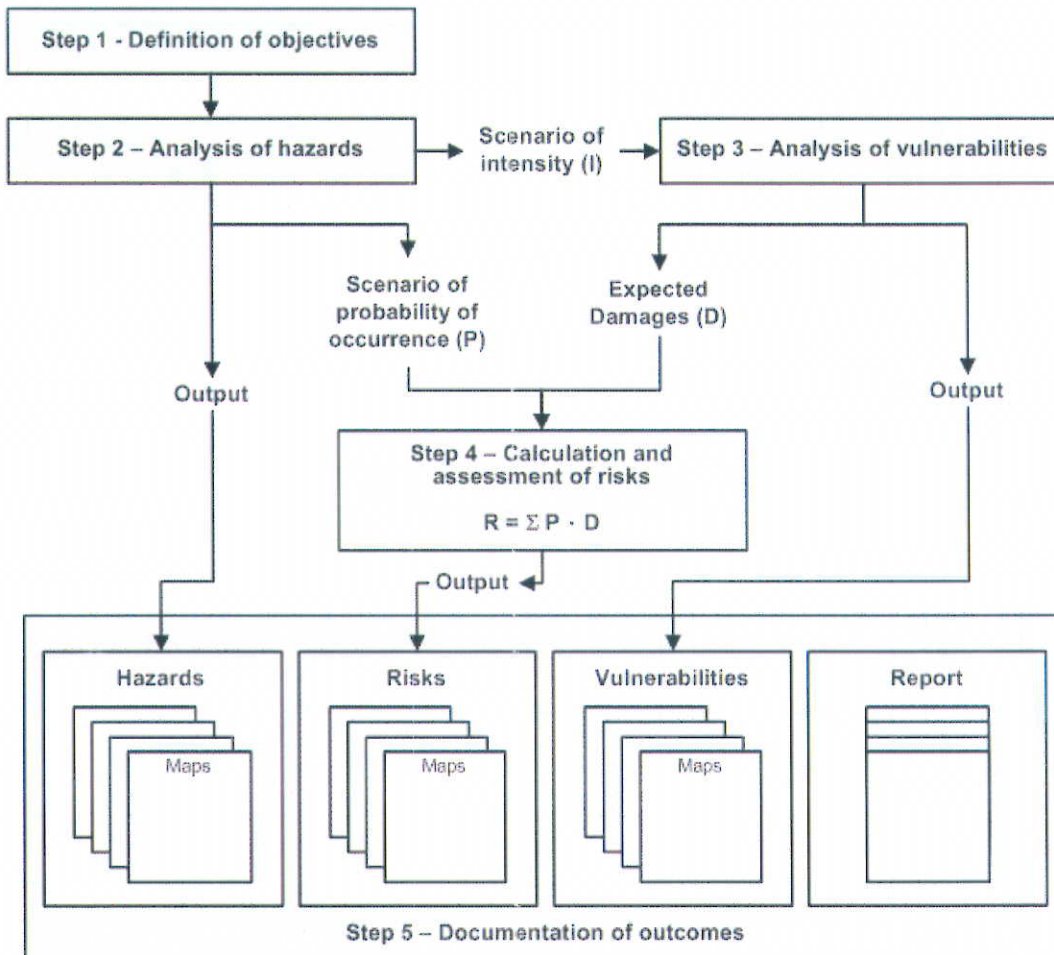 Step 1 - Definition of objectives
Step 2 – Analysis of hazards
Scenario of
intensity (I)
Step 3 – Analysis of vulnerabilities
Scenario of
probability of
occurrence (P)
Expected
Damages (D)
Output
Output
Step 4 – Calculation and
assessment of risks
R = Σ P · D
Output
Hazards
Maps
Risks
Maps
Vulnerabilities
Maps
Report
Step 5 – Documentation of outcomes